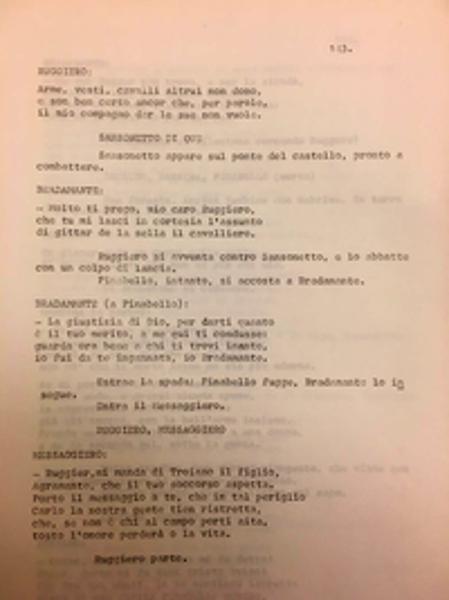 143.
RUGGIERO:
Arme, vesti, cavalli altrui non dono,
e son ben certo ancor che, per parole,
il mio compagno dar le sue non vuole.
SANSONETTO DI QUI
Sansonetto appare sul ponte del castello, pronto a
combattere.
BRADAMANTE:
- Molto ti prego, mio caro Ruggiero,
che tu mi lasci in cortesia l'assunto
di gittar de la sella il cavalliero.
Ruggiero si avventa contro Sansonetto, e lo abbatte
con un colpo di lancia.
Pinabello, intanto, si accosta a Bradamante.
BRADAMANTE (a Pinabello):
- La giustizia di Dio, per darti quanto
è il tuo merito, a me qui ti condusse:
guarda ora bene a chi ti trovi inante,
io fui da te ingannata, io Bradamante.
Estrae la spada; Pinabello fugge, Bradamante lo in
segue.
Entra il Messaggiero.
RUGGIERO, MESSAGGIERO
MESSAGGIERO:
- Ruggier, mi manda di Troiano il figlio,
Agramante, che il tuo soccorso aspetta,
Porto il messaggio a te, che in tal periglio
Carlo la nostra gente tien ristretta,
che, se non è chi al campo porti aita,
tosto l'onore perderà o la vita.
Ruggiero parte.